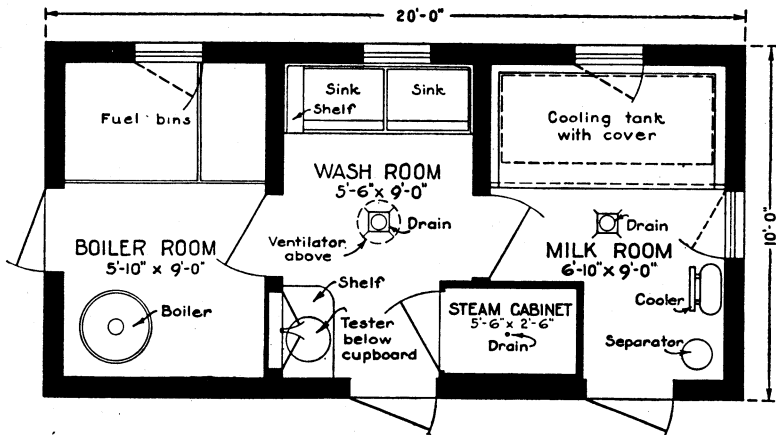 20'-0"
Fuel bins
Sink
Sink
Shelf
Cooling tank
with cover
WASH ROOM
5'-6" x 9'-0"
Drain
Ventilator
above
BOILER ROOM
5'-10" x 9'-0"
Boiler
Drain
MILK ROOM
6'-10" x 9'-0"
10'-0"
Shelf
Tester
below
cupboard
STEAM CABINET
5'-6" x 2'-6"
Drain
Cooler
Separator